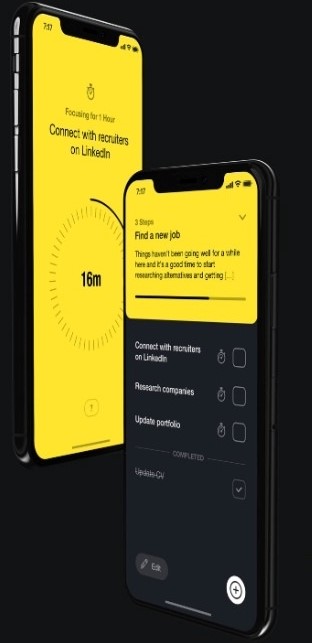 7:17
Focusing for 1 Hour
Connect with recruiters
on LinkedIn
16m
7:17
3 Steps
Find a new job
Things haven't been going well for a while
here and it's a good time to start
researching alternatives and getting [...]
Connect with recruiters
on LinkedIn
Research companies
Update portfolio
COMPLETED
Update CV
Edit